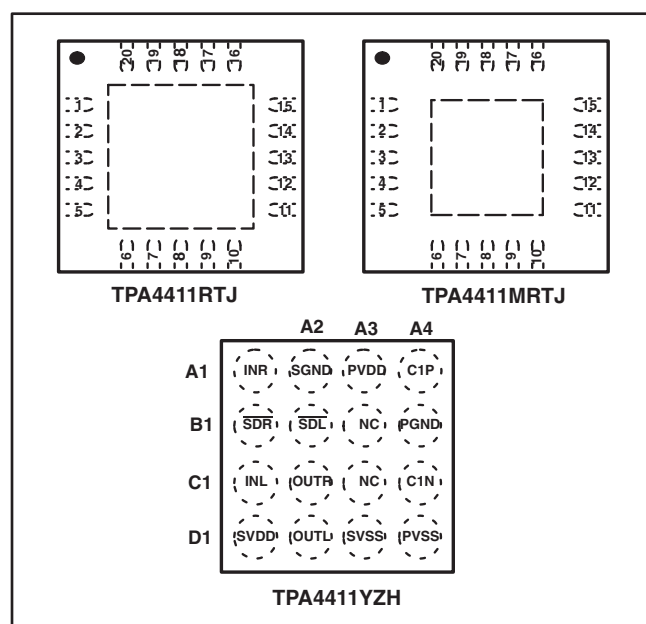 20 19 18 17 16
1 15
2 14
3 13
4 12
5 11
6 7 8 9 10
TPA4411RTJ
20 19 18 17 16
1 15
2 14
3 13
4 12
5 11
6 7 8 9 10
TPA4411MRTJ
A2 A3 A4
A1 INR SGND PVDD C1P
B1 SDR SDL NC PGND
C1 INL OUTR NC C1N
D1 SVDD OUTL SVSS PVSS
TPA4411YZH